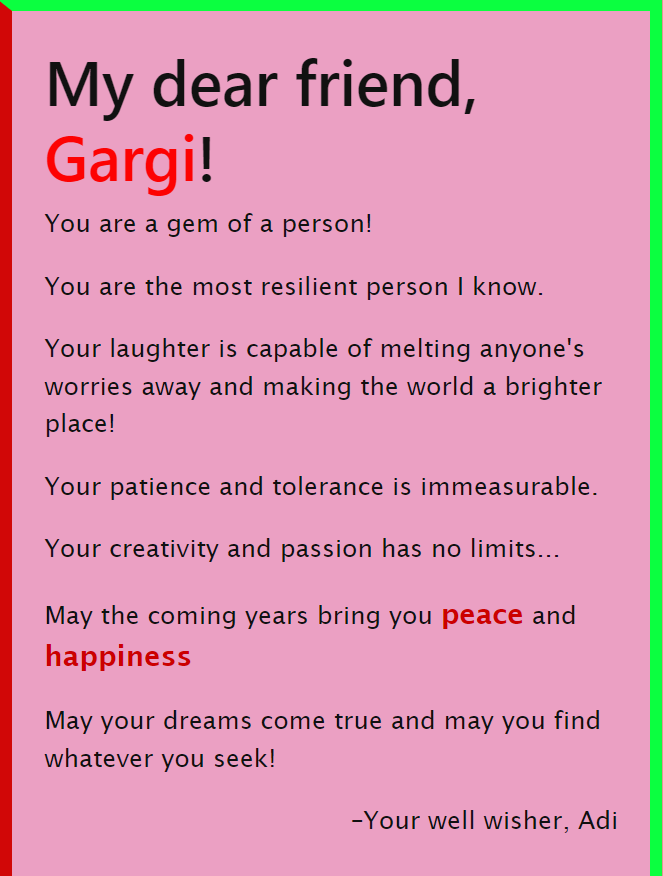 My dear friend,
Gargi!
You are a gem of a person!
You are the most resilient person I know.
Your laughter is capable of melting anyone's
worries away and making the world a brighter
place!
Your patience and tolerance is immeasurable.
Your creativity and passion has no limits...
May the coming years bring you peace and
happiness
May your dreams come true and may you find
whatever you seek!
–Your well wisher, Adi